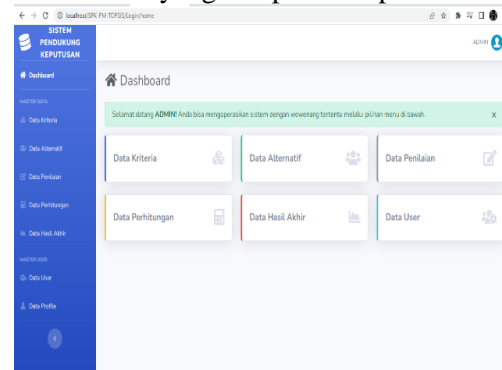 localhost/SPK-PM-TOPSIS/Login/home
SISTEM
PENDUKUNG
KEPUTUSAN
ADMIN
Dashboard
MASTER DATA
Data Kriteria
Data Alternatif
Data Penilaian
Data Perhitungan
Data Hasil Akhir
MASTER USER
Data User
Data Profile
Dashboard
Selamat datang ADMIN! Anda bisa mengoperasikan sistem dengan wewenang tertentu melalui pilihan menu di bawah.
x
Data Kriteria
Data Alternatif
Data Penilaian
Data Perhitungan
Data Hasil Akhir
Data User